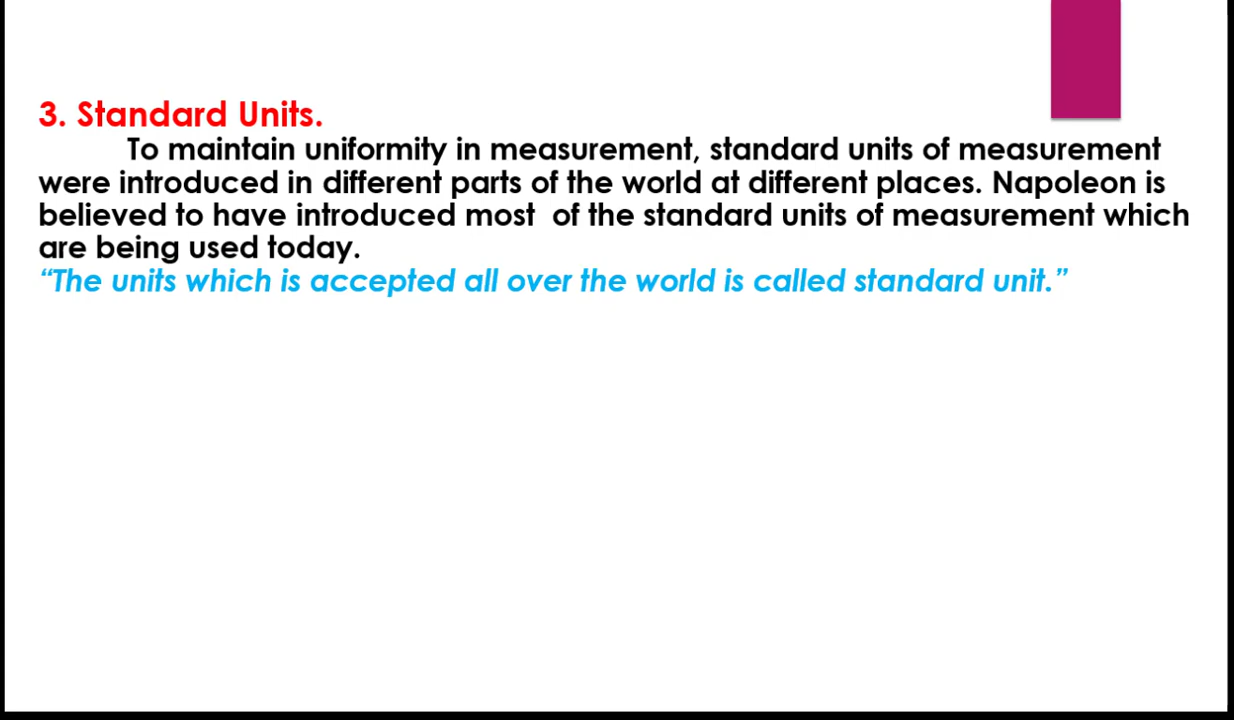 3. Standard Units.
To maintain uniformity in measurement, standard units of measurement
were introduced in different parts of the world at different places. Napoleon is
believed to have introduced most of the standard units of measurement which
are being used today.
“The units which is accepted all over the world is called standard unit.”